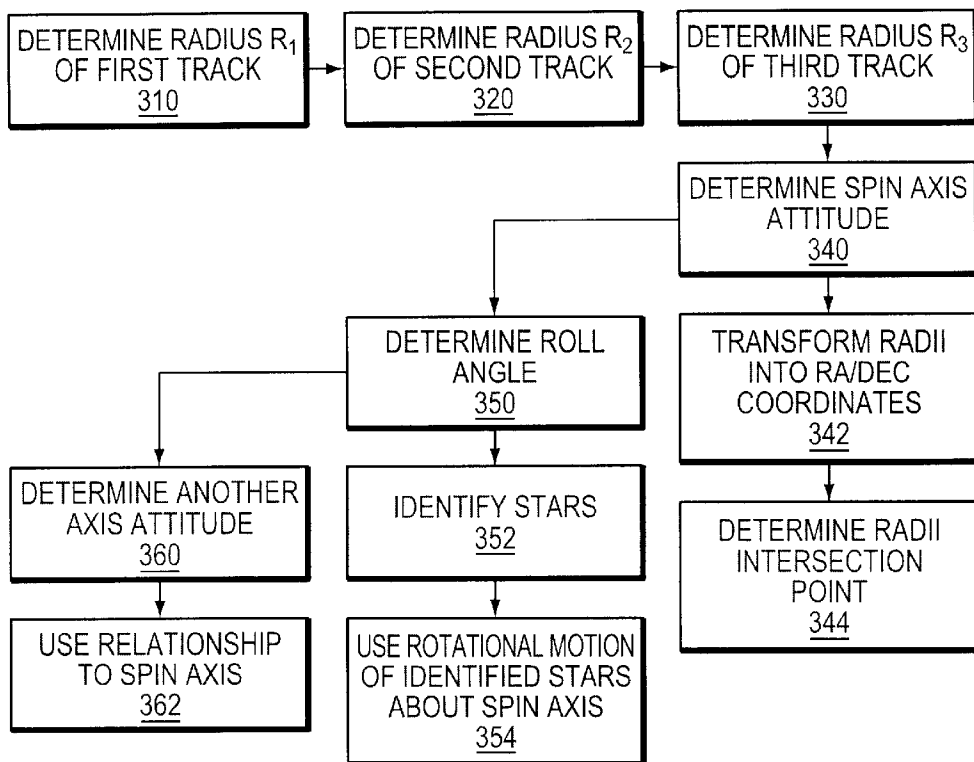 DETERMINE RADIUS R₁
OF FIRST TRACK
310
DETERMINE RADIUS R₂
OF SECOND TRACK
320
DETERMINE RADIUS R₃
OF THIRD TRACK
330
DETERMINE SPIN AXIS
ATTITUDE
340
DETERMINE ROLL
ANGLE
350
TRANSFORM RADII
INTO RA/DEC
COORDINATES
342
DETERMINE ANOTHER
AXIS ATTITUDE
360
IDENTIFY STARS
352
DETERMINE RADII
INTERSECTION
POINT
344
USE RELATIONSHIP
TO SPIN AXIS
362
USE ROTATIONAL MOTION
OF IDENTIFIED STARS
ABOUT SPIN AXIS
354